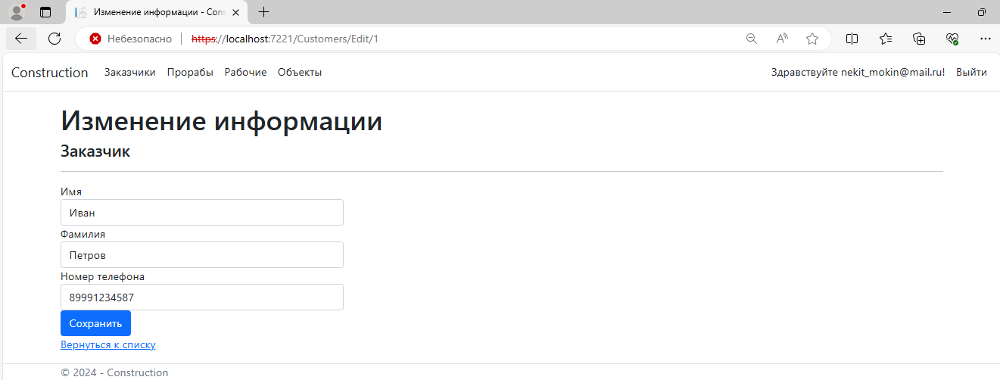 Изменение информации - Cons
Небезопасно https://localhost:7221/Customers/Edit/1
Construction Заказчики Прорабы Рабочие Объекты Здравствуйте nekit_mokin@mail.ru! Выйти
Изменение информации
Заказчик
Имя
Иван
Фамилия
Петров
Номер телефона
89991234587
Сохранить
Вернуться к списку
© 2024 - Construction